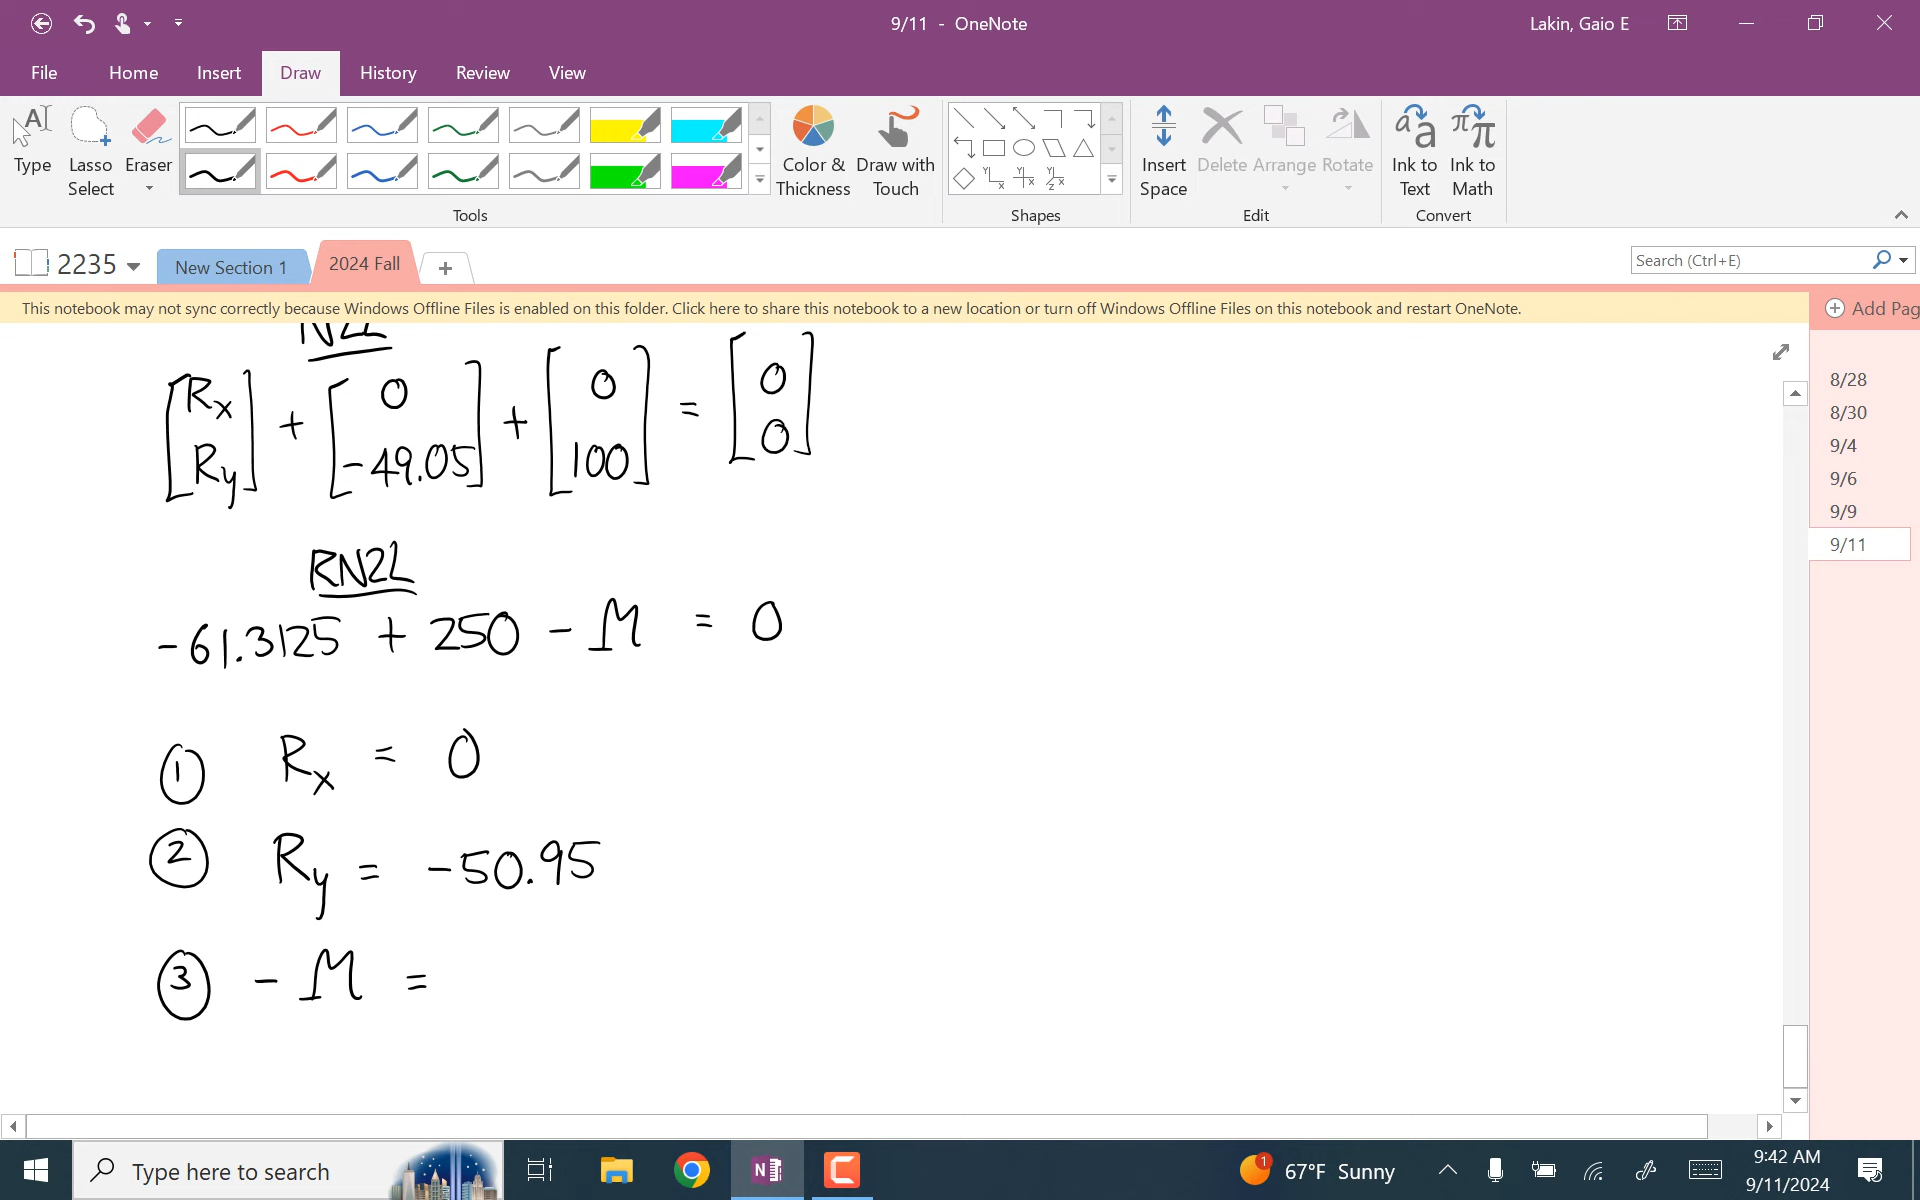 9/11 - OneNote
Lakin, Gaio E
File Home Insert Draw History Review View
Type
Lasso Select
Eraser
Color & Thickness
Draw with Touch
Insert Space
Delete
Arrange
Rotate
Ink to Text
Ink to Math
Tools
Shapes
Edit
Convert
2235
New Section 1
2024 Fall
Search (Ctrl+E)
This notebook may not sync correctly because Windows Offline Files is enabled on this folder. Click here to share this notebook to a new location or turn off Windows Offline Files on this notebook and restart OneNote.
Add Pag
8/28
8/30
9/4
9/6
9/9
9/11
N2L
[Rx Ry] + [0 -49.05] + [0 100] = [0 0]
RN2L
-61.3125 + 250 - M = 0
① Rx = 0
② Ry = -50.95
③ - M =
Type here to search
67°F Sunny
9:42 AM
9/11/2024